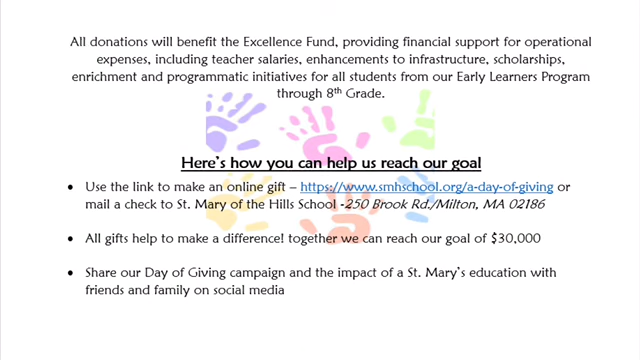 All donations will benefit the Excellence Fund, providing financial support for operational
expenses, including teacher salaries, enhancements to infrastructure, scholarships,
enrichment and programmatic initiatives for all students from our Early Learners Program
through 8th Grade.
Here's how you can help us reach our goal
• Use the link to make an online gift – https://www.smhschool.org/a-day-of-giving or
mail a check to St. Mary of the Hills School -250 Brook Rd./Milton, MA 02186
• All gifts help to make a difference! together we can reach our goal of $30,000
• Share our Day of Giving campaign and the impact of a St. Mary's education with
friends and family on social media